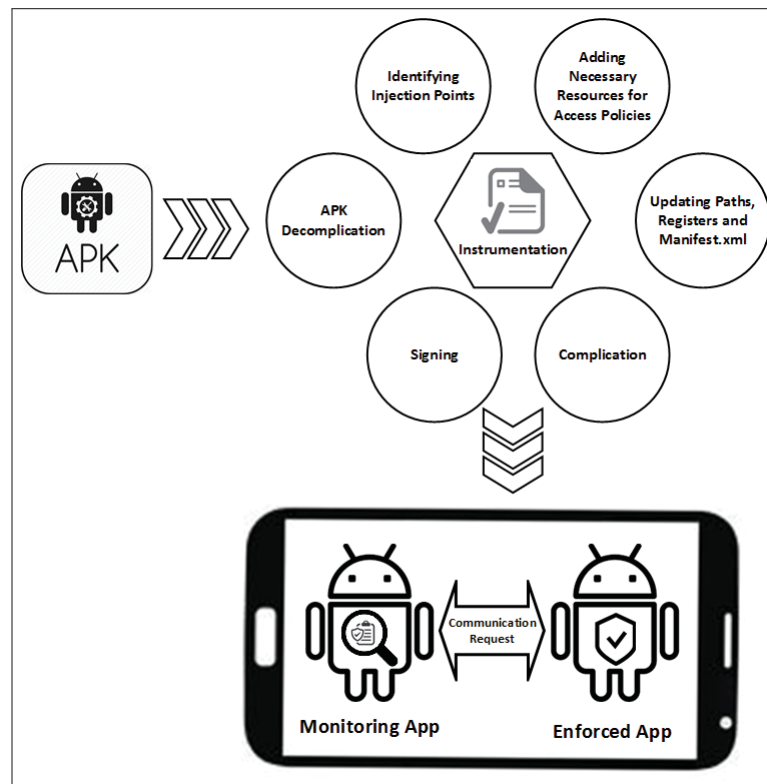 Identifying
Injection Points
Adding
Necessary
Resources for
Access Policies
APK
APK
Decomplication
Instrumentation
Updating Paths,
Registers and
Manifest.xml
Signing
Complication
Communication
Request
Monitoring App
Enforced App